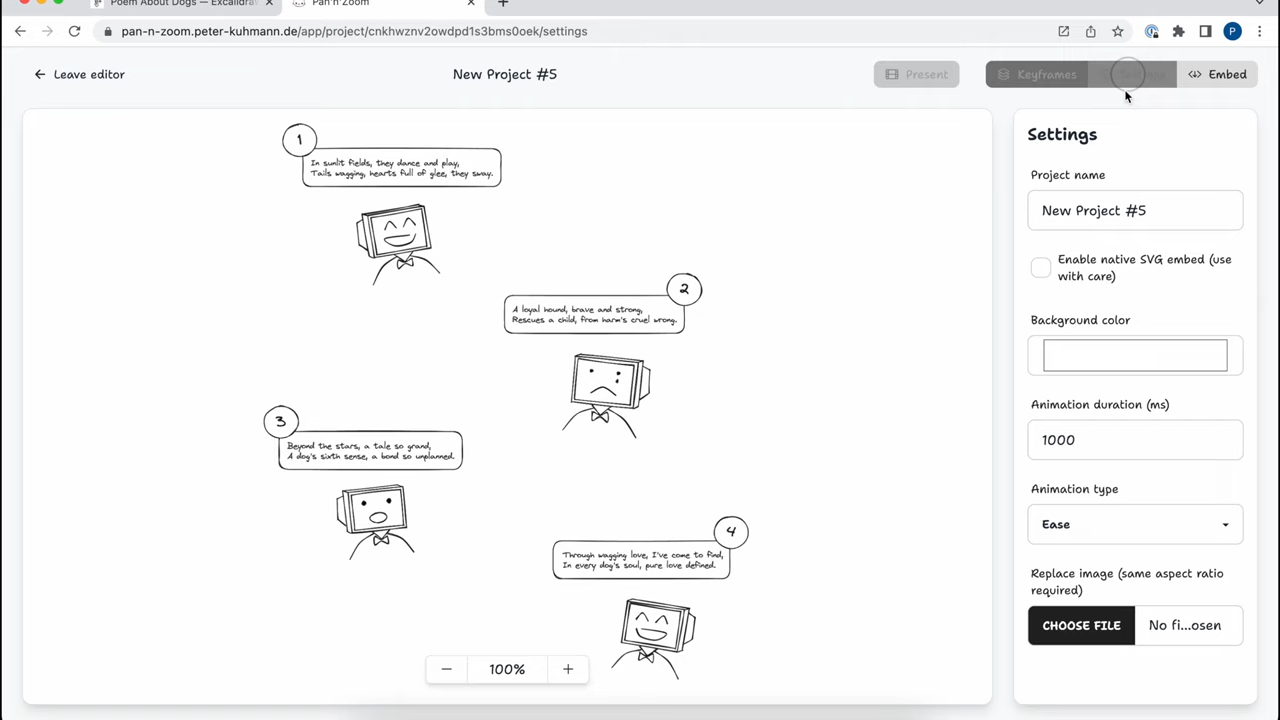 Poem About Dogs — Excalidraw
Pan'n'Zoom
pan-n-zoom.peter-kuhmann.de/app/project/cnkhwznv2owdpd1s3bms0oek/settings
P
Leave editor
New Project #5
Present
Keyframes
Embed
1
In sunlit fields, they dance and play,
Tails wagging, hearts full of glee, they sway.
2
A loyal hound, brave and strong,
Rescues a child, from harm's cruel wrong.
3
Beyond the stars, a tale so grand,
A dog's sixth sense, a bond so unplanned.
4
Through wagging love, I've come to find,
In every dog's soul, pure love defined.
100%
Settings
Project name
New Project #5
Enable native SVG embed (use
with care)
Background color
Animation duration (ms)
1000
Animation type
Ease
Replace image (same aspect ratio
required)
CHOOSE FILE
No fi...osen